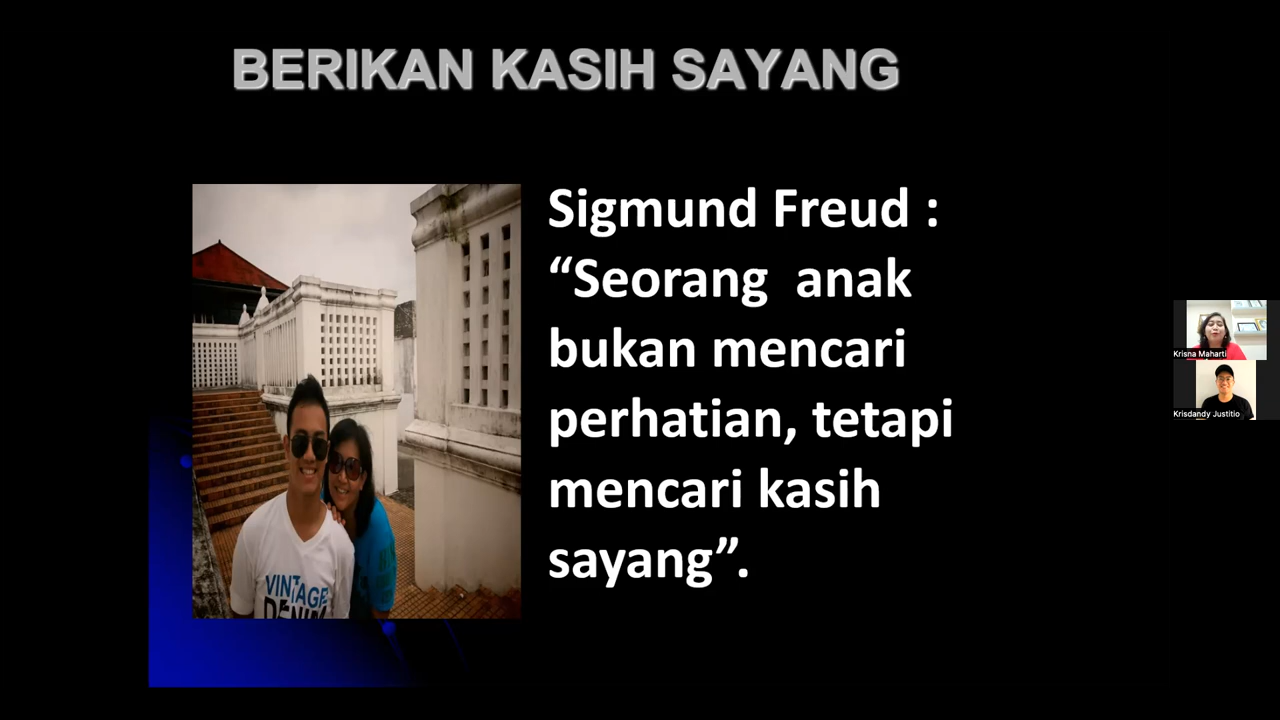 BERIKAN KASIH SAYANG
Sigmund Freud :
“Seorang anak
bukan mencari
perhatian, tetapi
mencari kasih
sayang”.
VINTAGE
DENIM
Krisna Maharti
Krisdandy Justitio